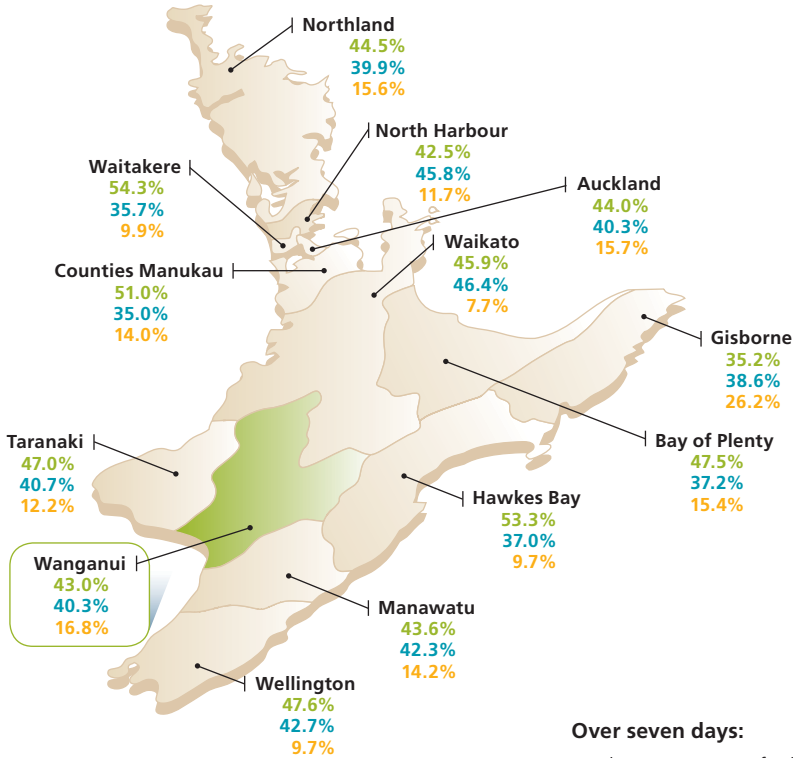 Northland
44.5%
39.9%
15.6%
North Harbour
42.5%
45.8%
11.7%
Waitakere
54.3%
35.7%
9.9%
Auckland
44.0%
40.3%
15.7%
Waikato
45.9%
46.4%
7.7%
Counties Manukau
51.0%
35.0%
14.0%
Gisborne
35.2%
38.6%
26.2%
Taranaki
47.0%
40.7%
12.2%
Bay of Plenty
47.5%
37.2%
15.4%
Hawkes Bay
53.3%
37.0%
9.7%
Wanganui
43.0%
40.3%
16.8%
Manawatu
43.6%
42.3%
14.2%
Wellington
47.6%
42.7%
9.7%
Over seven days: